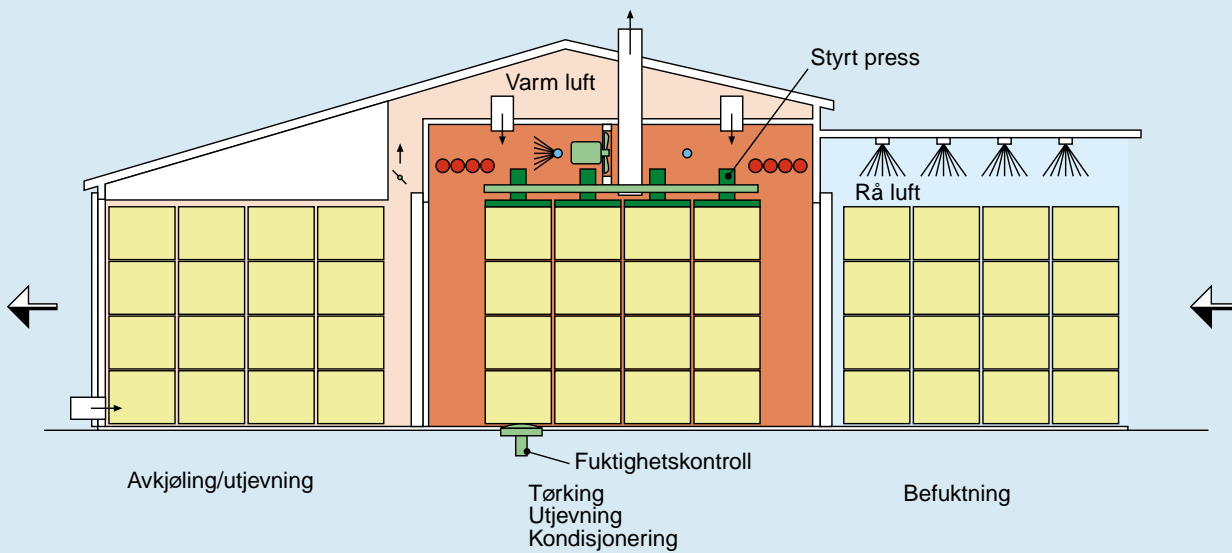 Styrt press
Varm luft
Rå luft
Fuktighetskontroll
Avkjøling/utjevning
Tørking
Utjevning
Kondisjonering
Befuktning